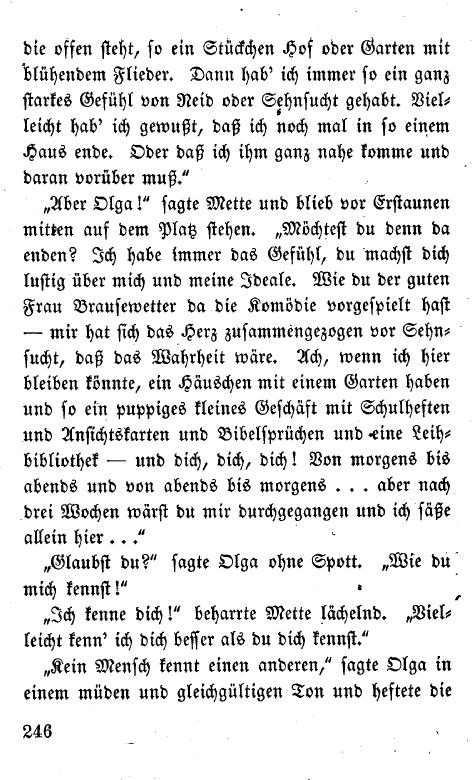 die offen steht, so ein Stückchen Hof oder Garten mit
blühendem Flieder. Dann hab' ich immer so ein ganz
starkes Gefühl von Neid oder Sehnsucht gehabt. Viel-
leicht hab' ich gewußt, daß ich noch mal in so einem
Haus ende. Oder daß ich ihm ganz nahe komme und
daran vorüber muß.“
„Aber Olga!“ sagte Mette und blieb vor Erstaunen
mitten auf dem Platz stehen. „Möchtest du denn da
enden? Ich habe immer das Gefühl, du machst dich
lustig über mich und meine Ideale. Wie du der guten
Frau Brausewetter da die Komödie vorgespielt hast
— mir hat sich das Herz zusammengezogen vor Sehn-
sucht, daß das Wahrheit wäre. Ach, wenn ich hier
bleiben könnte, ein Häuschen mit einem Garten haben
und so ein puppiges kleines Geschäft mit Schulheften
und Ansichtskarten und Bibelsprüchen und eine Leih-
bibliothek — und dich, dich, dich! Von morgens bis
abends und von abends bis morgens . . . aber nach
drei Wochen wärst du mir durchgegangen und ich säße
allein hier . . .“
„Glaubst du?“ sagte Olga ohne Spott. „Wie du
mich kennst!“
„Ich kenne dich!“ beharrte Mette lächelnd. „Viel-
leicht kenn' ich dich besser als du dich kennst.“
„Kein Mensch kennt einen anderen,“ sagte Olga in
einem müden und gleichgültigen Ton und heftete die
246